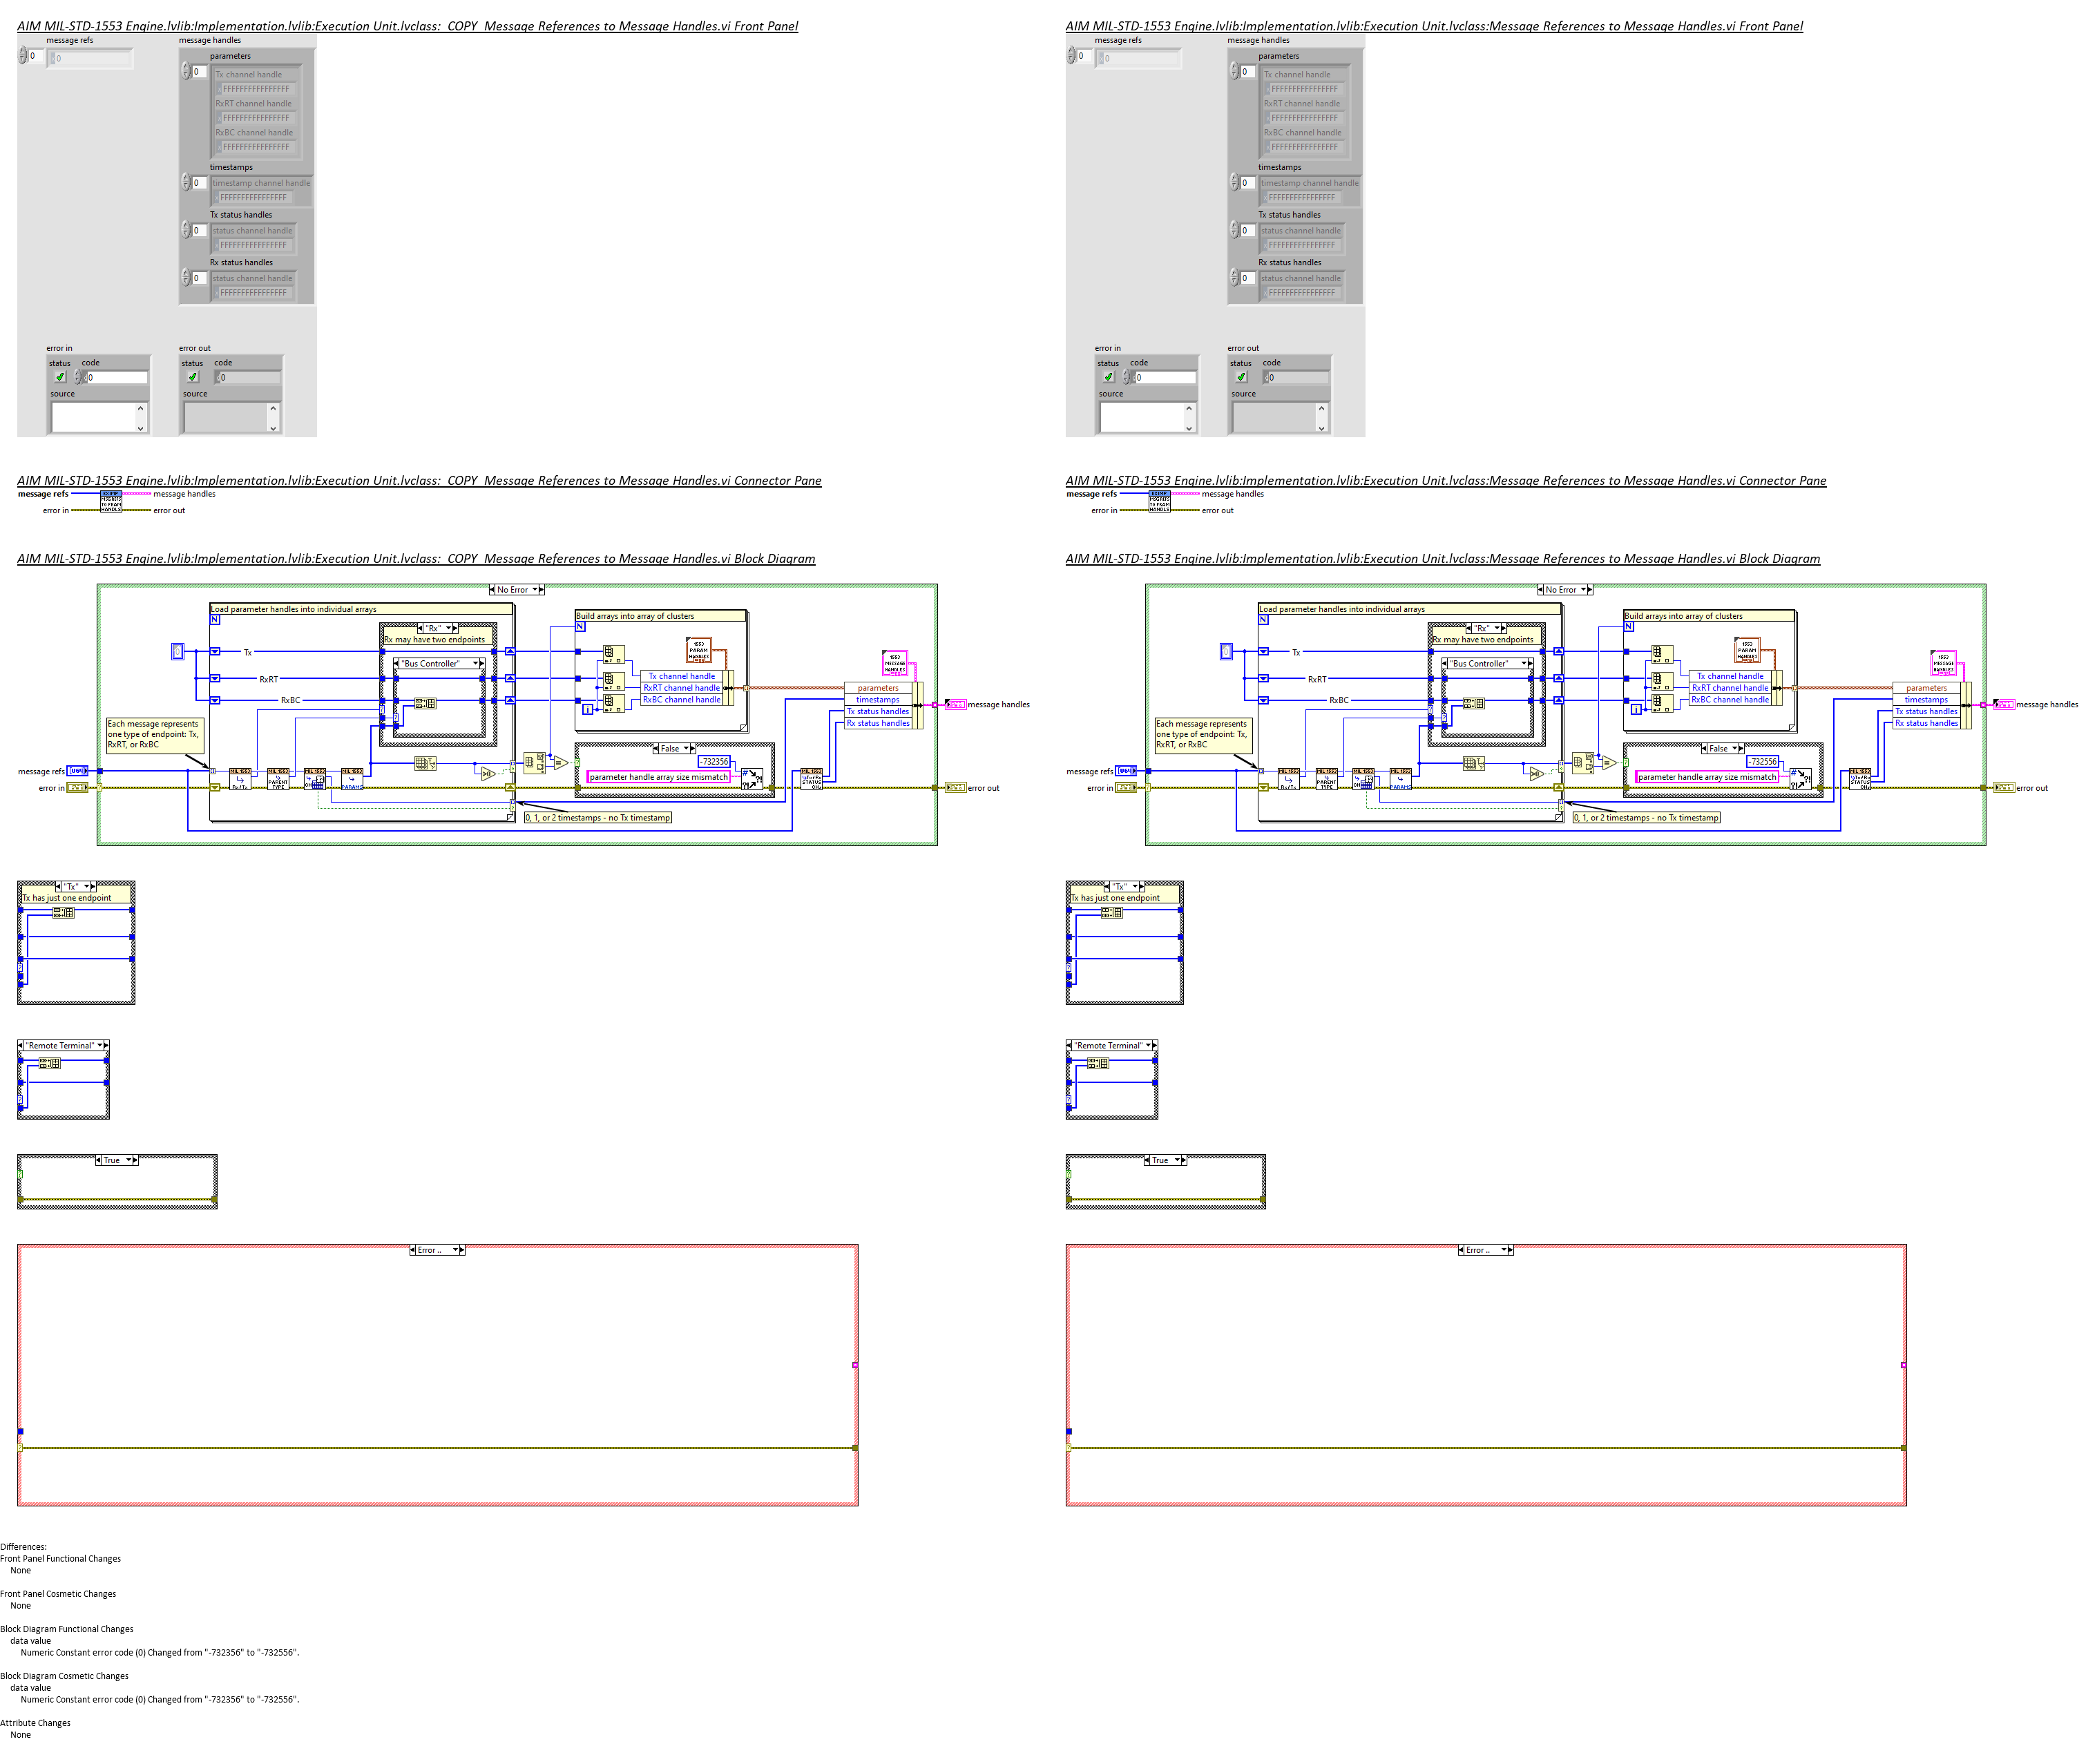 AIM MIL-STD-1553 Engine.lvlib:Implementation.lvlib:Execution Unit.lvclass:_COPY_Message References to Message Handles.vi Front Panel
message refs
0
0
message handles
parameters
0
Tx channel handle
FFFFFFFFFFFFFFFF
RxRT channel handle
FFFFFFFFFFFFFFFF
RxBC channel handle
FFFFFFFFFFFFFFFF
timestamps
0
timestamp channel handle
FFFFFFFFFFFFFFFF
Tx status handles
0
status channel handle
FFFFFFFFFFFFFFFF
Rx status handles
0
status channel handle
FFFFFFFFFFFFFFFF
error in
status code
0
source
error out
status code
0
source
AIM MIL-STD-1553 Engine.lvlib:Implementation.lvlib:Execution Unit.lvclass:Message References to Message Handles.vi Front Panel
message refs
0
0
message handles
parameters
0
Tx channel handle
FFFFFFFFFFFFFFFF
RxRT channel handle
FFFFFFFFFFFFFFFF
RxBC channel handle
FFFFFFFFFFFFFFFF
timestamps
0
timestamp channel handle
FFFFFFFFFFFFFFFF
Tx status handles
0
status channel handle
FFFFFFFFFFFFFFFF
Rx status handles
0
status channel handle
FFFFFFFFFFFFFFFF
error in
status code
0
source
error out
status code
0
source
AIM MIL-STD-1553 Engine.lvlib:Implementation.lvlib:Execution Unit.lvclass:_COPY_Message References to Message Handles.vi Connector Pane
message refs
message handles
error in
error out
AIM MIL-STD-1553 Engine.lvlib:Implementation.lvlib:Execution Unit.lvclass:Message References to Message Handles.vi Connector Pane
message refs
message handles
error in
error out
AIM MIL-STD-1553 Engine.lvlib:Implementation.lvlib:Execution Unit.lvclass:_COPY_Message References to Message Handles.vi Block Diagram
No Error
Load parameter handles into individual arrays
N
"Rx"
Rx may have two endpoints
"Bus Controller"
Tx
RxRT
RxBC
Each message represents
one type of endpoint: Tx,
RxRT, or RxBC
message refs
error in
MIL 1553
PARENT
TYPE
PARAMS
Build arrays into array of clusters
N
1553
PARAM
HANDLES
Tx channel handle
RxRT channel handle
RxBC channel handle
i
False
-732356
parameter handle array size mismatch
0, 1, or 2 timestamps - no Tx timestamp
1553
MESSAGE
HANDLES
parameters
timestamps
Tx status handles
Rx status handles
STATUS
message handles
error out
AIM MIL-STD-1553 Engine.lvlib:Implementation.lvlib:Execution Unit.lvclass:Message References to Message Handles.vi Block Diagram
No Error
Load parameter handles into individual arrays
N
"Rx"
Rx may have two endpoints
"Bus Controller"
Tx
RxRT
RxBC
Each message represents
one type of endpoint: Tx,
RxRT, or RxBC
message refs
error in
MIL 1553
PARENT
TYPE
PARAMS
Build arrays into array of clusters
N
1553
PARAM
HANDLES
Tx channel handle
RxRT channel handle
RxBC channel handle
i
False
-732556
parameter handle array size mismatch
0, 1, or 2 timestamps - no Tx timestamp
1553
MESSAGE
HANDLES
parameters
timestamps
Tx status handles
Rx status handles
STATUS
message handles
error out
"Tx"
Tx has just one endpoint
"Tx"
Tx has just one endpoint
"Remote Terminal"
"Remote Terminal"
True
True
Error ..
Error ..
Differences:
Front Panel Functional Changes
None
Front Panel Cosmetic Changes
None
Block Diagram Functional Changes
data value
Numeric Constant error code (0) Changed from "-732356" to "-732556".
Block Diagram Cosmetic Changes
data value
Numeric Constant error code (0) Changed from "-732356" to "-732556".
Attribute Changes
None